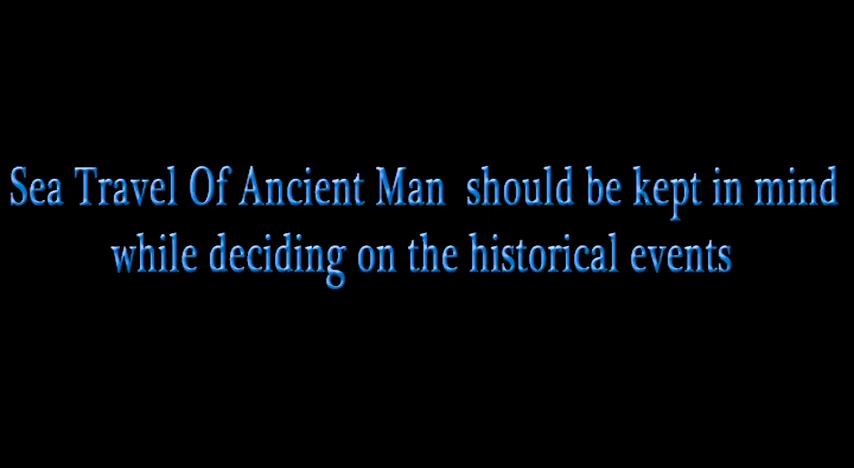 Sea Travel Of Ancient Man should be kept in mind
while deciding on the historical events